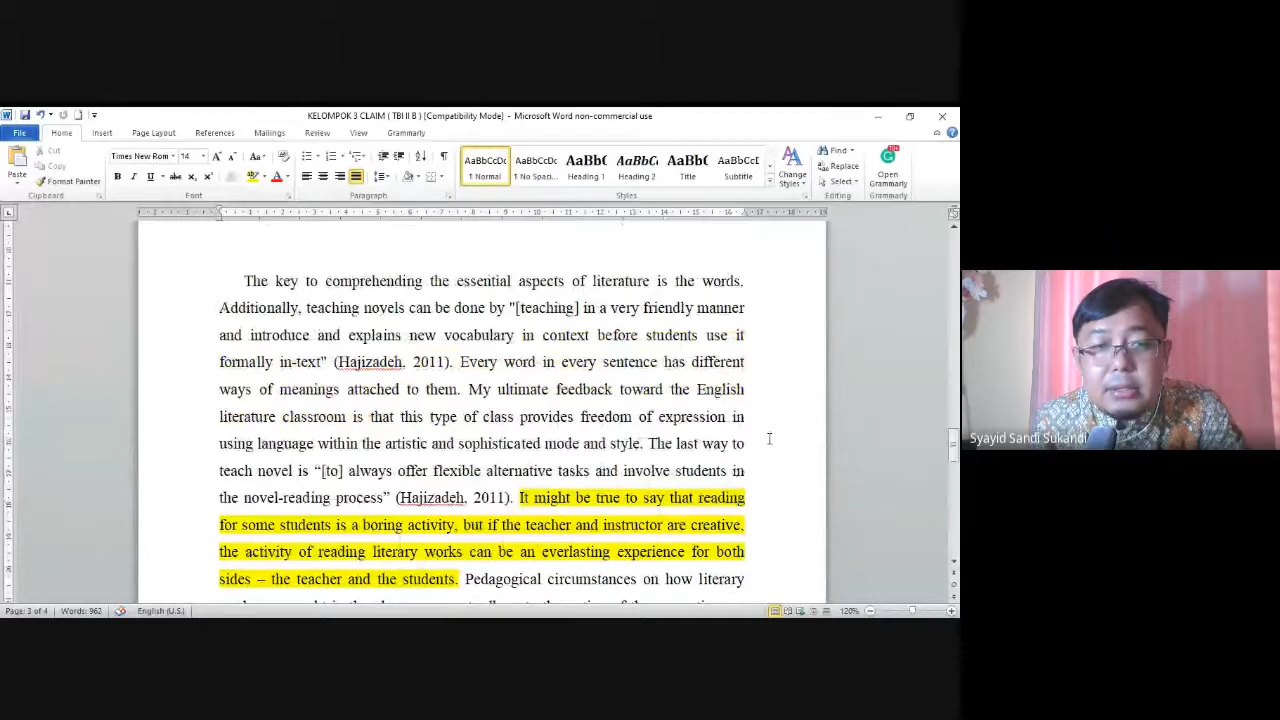 KELOMPOK 3 CLAIM ( TBI II B ) [Compatibility Mode] - Microsoft Word non-commercial use
File Home Insert Page Layout References Mailings Review View Grammarly
Cut
Copy
Format Painter
Paste
Clipboard
Times New Rom 14
Font
Paragraph
AaBbCcDc AaBbCcDc AaBbC AaBbCc AaBbC AaBbCcI
1 Normal 1 No Spaci... Heading 1 Heading 2 Title Subtitle
Change Styles
Styles
Find
Replace
Select
Editing
Open Grammarly
Grammarly
The key to comprehending the essential aspects of literature is the words.
Additionally, teaching novels can be done by "[teaching] in a very friendly manner
and introduce and explains new vocabulary in context before students use it
formally in-text" (Hajizadeh, 2011). Every word in every sentence has different
ways of meanings attached to them. My ultimate feedback toward the English
literature classroom is that this type of class provides freedom of expression in
using language within the artistic and sophisticated mode and style. The last way to
teach novel is “[to] always offer flexible alternative tasks and involve students in
the novel-reading process” (Hajizadeh, 2011). It might be true to say that reading
for some students is a boring activity, but if the teacher and instructor are creative,
the activity of reading literary works can be an everlasting experience for both
sides – the teacher and the students. Pedagogical circumstances on how literary
Page: 3 of 4 Words: 962 English (U.S.) 120%
Syayid Sandi Sukandi